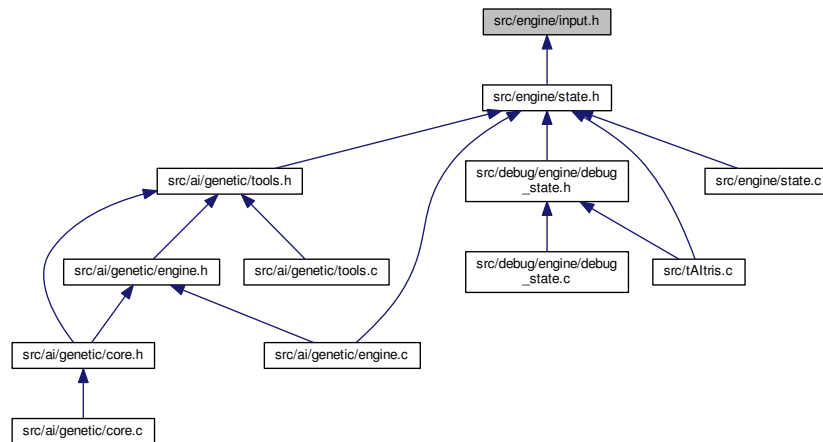 src/engine/input.h
src/engine/state.h
src/ai/genetic/tools.h
src/debug/engine/debug
_state.h
src/engine/state.c
src/ai/genetic/engine.h
src/ai/genetic/tools.c
src/debug/engine/debug
_state.c
src/tAItris.c
src/ai/genetic/core.h
src/ai/genetic/engine.c
src/ai/genetic/core.c